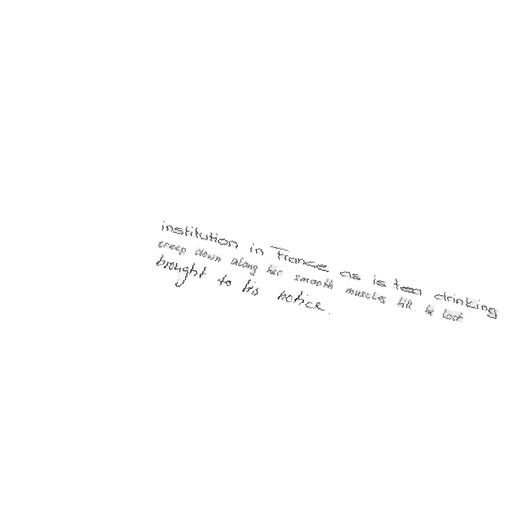 institution in France as is tea drinking
creep down along her smooth muscles till he lost
brought to his notice.